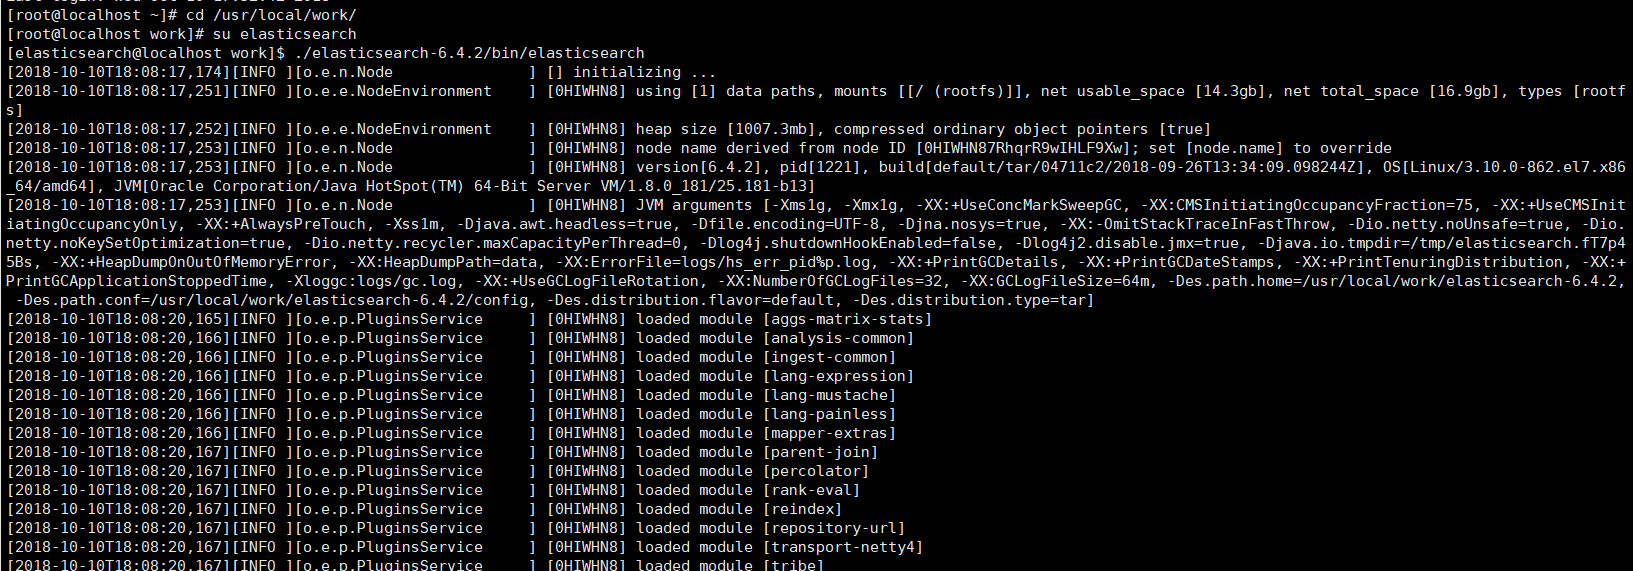 [root@localhost ~]# cd /usr/local/work/
[root@localhost work]# su elasticsearch
[elasticsearch@localhost work]$ ./elasticsearch-6.4.2/bin/elasticsearch
[2018-10-10T18:08:17,174][INFO ][o.e.n.Node               ] [] initializing ...
[2018-10-10T18:08:17,251][INFO ][o.e.e.NodeEnvironment    ] [0HIWHN8] using [1] data paths, mounts [[/ (rootfs)]], net usable_space [14.3gb], net total_space [16.9gb], types [rootf
s]
[2018-10-10T18:08:17,252][INFO ][o.e.e.NodeEnvironment    ] [0HIWHN8] heap size [1007.3mb], compressed ordinary object pointers [true]
[2018-10-10T18:08:17,253][INFO ][o.e.n.Node               ] [0HIWHN8] node name derived from node ID [0HIWHN87RhqrR9wIHLF9Xw]; set [node.name] to override
[2018-10-10T18:08:17,253][INFO ][o.e.n.Node               ] [0HIWHN8] version[6.4.2], pid[1221], build[default/tar/04711c2/2018-09-26T13:34:09.098244Z], OS[Linux/3.10.0-862.el7.x86
_64/amd64], JVM[Oracle Corporation/Java HotSpot(TM) 64-Bit Server VM/1.8.0_181/25.181-b13]
[2018-10-10T18:08:17,253][INFO ][o.e.n.Node               ] [0HIWHN8] JVM arguments [-Xms1g, -Xmx1g, -XX:+UseConcMarkSweepGC, -XX:CMSInitiatingOccupancyFraction=75, -XX:+UseCMSInit
iatingOccupancyOnly, -XX:+AlwaysPreTouch, -Xss1m, -Djava.awt.headless=true, -Dfile.encoding=UTF-8, -Djna.nosys=true, -XX:-OmitStackTraceInFastThrow, -Dio.netty.noUnsafe=true, -Dio.
netty.noKeySetOptimization=true, -Dio.netty.recycler.maxCapacityPerThread=0, -Dlog4j.shutdownHookEnabled=false, -Dlog4j2.disable.jmx=true, -Djava.io.tmpdir=/tmp/elasticsearch.fT7p4
5Bs, -XX:+HeapDumpOnOutOfMemoryError, -XX:HeapDumpPath=data, -XX:ErrorFile=logs/hs_err_pid%p.log, -XX:+PrintGCDetails, -XX:+PrintGCDateStamps, -XX:+PrintTenuringDistribution, -XX:+
PrintGCApplicationStoppedTime, -Xloggc:logs/gc.log, -XX:+UseGCLogFileRotation, -XX:NumberOfGCLogFiles=32, -XX:GCLogFileSize=64m, -Des.path.home=/usr/local/work/elasticsearch-6.4.2,
 -Des.path.conf=/usr/local/work/elasticsearch-6.4.2/config, -Des.distribution.flavor=default, -Des.distribution.type=tar]
[2018-10-10T18:08:20,165][INFO ][o.e.p.PluginsService     ] [0HIWHN8] loaded module [aggs-matrix-stats]
[2018-10-10T18:08:20,166][INFO ][o.e.p.PluginsService     ] [0HIWHN8] loaded module [analysis-common]
[2018-10-10T18:08:20,166][INFO ][o.e.p.PluginsService     ] [0HIWHN8] loaded module [ingest-common]
[2018-10-10T18:08:20,166][INFO ][o.e.p.PluginsService     ] [0HIWHN8] loaded module [lang-expression]
[2018-10-10T18:08:20,166][INFO ][o.e.p.PluginsService     ] [0HIWHN8] loaded module [lang-mustache]
[2018-10-10T18:08:20,166][INFO ][o.e.p.PluginsService     ] [0HIWHN8] loaded module [lang-painless]
[2018-10-10T18:08:20,166][INFO ][o.e.p.PluginsService     ] [0HIWHN8] loaded module [mapper-extras]
[2018-10-10T18:08:20,167][INFO ][o.e.p.PluginsService     ] [0HIWHN8] loaded module [parent-join]
[2018-10-10T18:08:20,167][INFO ][o.e.p.PluginsService     ] [0HIWHN8] loaded module [percolator]
[2018-10-10T18:08:20,167][INFO ][o.e.p.PluginsService     ] [0HIWHN8] loaded module [rank-eval]
[2018-10-10T18:08:20,167][INFO ][o.e.p.PluginsService     ] [0HIWHN8] loaded module [reindex]
[2018-10-10T18:08:20,167][INFO ][o.e.p.PluginsService     ] [0HIWHN8] loaded module [repository-url]
[2018-10-10T18:08:20,167][INFO ][o.e.p.PluginsService     ] [0HIWHN8] loaded module [transport-netty4]
[2018-10-10T18:08:20,167][INFO ][o.e.p.PluginsService     ] [0HIWHN8] loaded module [tribe]